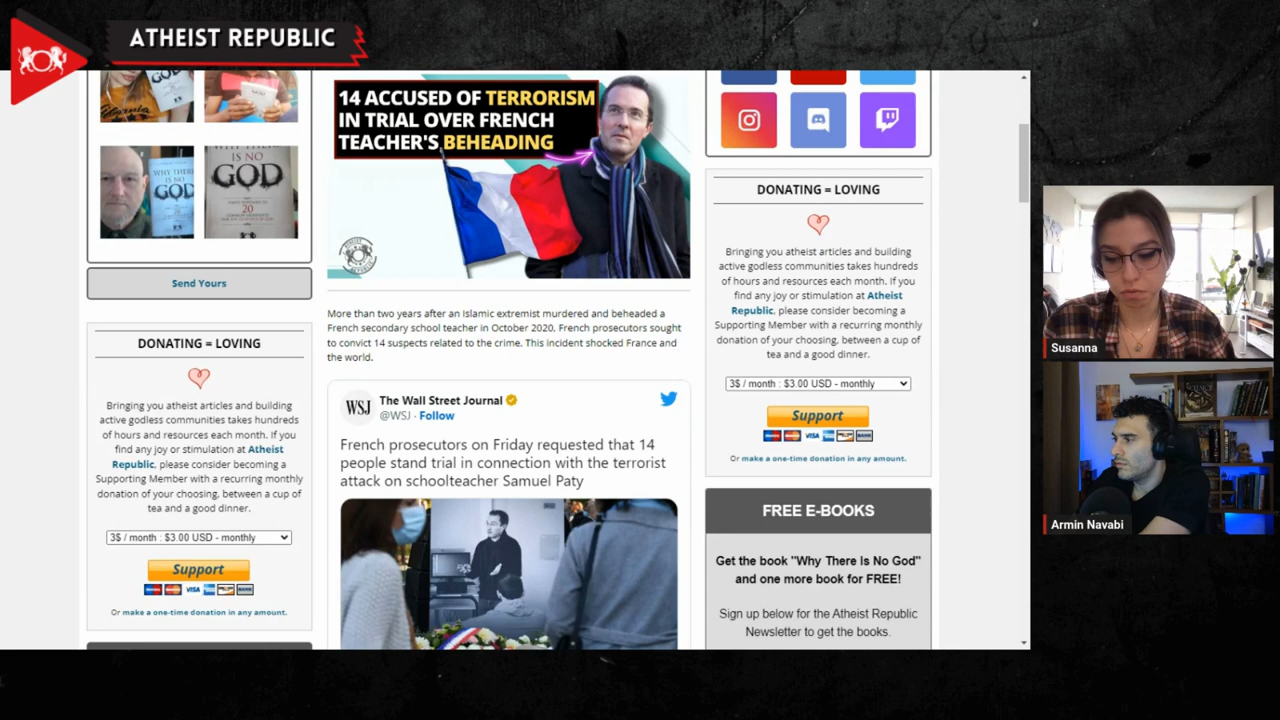 ATHEIST REPUBLIC
GOD
WHY THERE
IS NO
GOD
THERE
IS NO
GOD
20
Send Yours
DONATING = LOVING
Bringing you atheist articles and building
active godless communities takes hundreds
of hours and resources each month. If you
find any joy or stimulation at Atheist
Republic, please consider becoming a
Supporting Member with a recurring monthly
donation of your choosing, between a cup of
tea and a good dinner.
3$ / month : $3.00 USD - monthly
Support
VISA
BANK
Or make a one-time donation in any amount.
14 ACCUSED OF TERRORISM
IN TRIAL OVER FRENCH
TEACHER'S BEHEADING
More than two years after an Islamic extremist murdered and beheaded a
French secondary school teacher in October 2020, French prosecutors sought
to convict 14 suspects related to the crime. This incident shocked France and
the world.
WSJ
The Wall Street Journal
@WSJ · Follow
French prosecutors on Friday requested that 14
people stand trial in connection with the terrorist
attack on schoolteacher Samuel Paty
DONATING = LOVING
Bringing you atheist articles and building
active godless communities takes hundreds
of hours and resources each month. If you
find any joy or stimulation at Atheist
Republic, please consider becoming a
Supporting Member with a recurring monthly
donation of your choosing, between a cup of
tea and a good dinner.
3$ / month : $3.00 USD - monthly
Support
VISA
BANK
Or make a one-time donation in any amount.
FREE E-BOOKS
Get the book "Why There Is No God"
and one more book for FREE!
Sign up below for the Atheist Republic
Newsletter to get the books.
Susanna
Armin Navabi